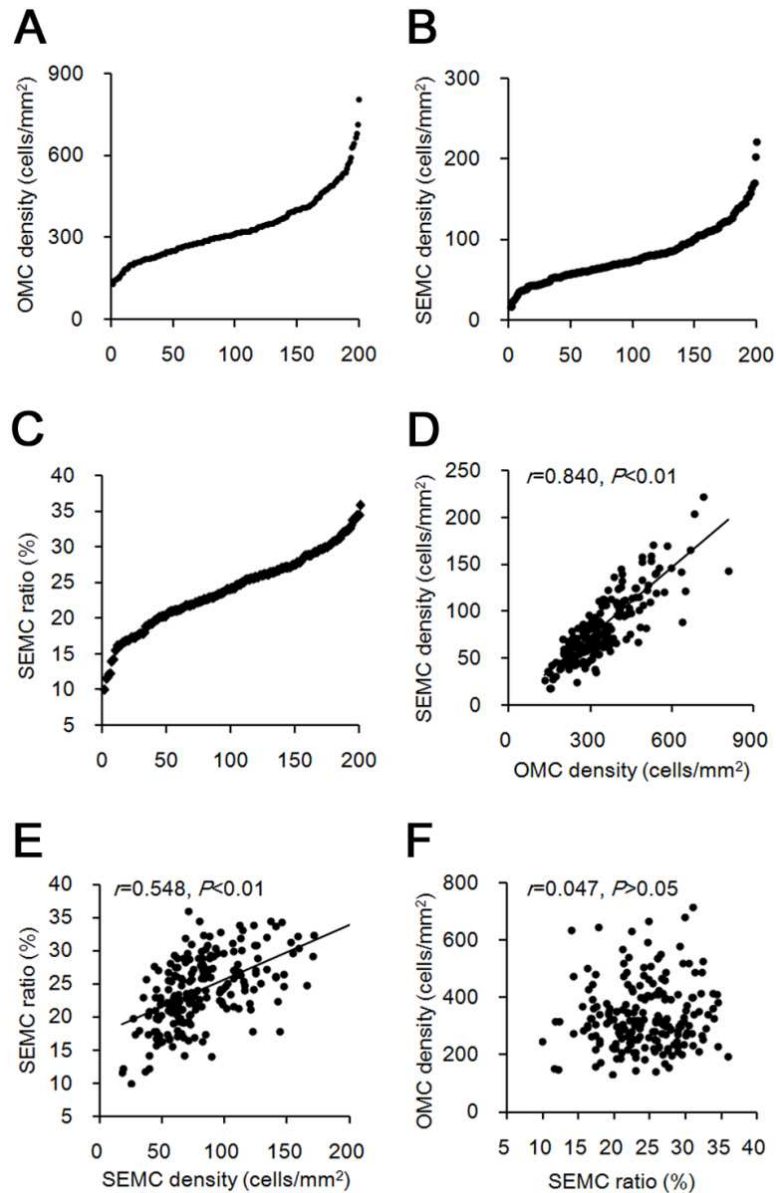 A
OMC density (cells/mm²)
900
600
300
0
0 50 100 150 200
B
SEMC density (cells/mm²)
300
200
100
0
0 50 100 150 200
C
SEMC ratio (%)
40
35
30
25
20
15
10
5
0 50 100 150 200
D
r=0.840, P<0.01
SEMC density (cells/mm²)
250
200
150
100
50
0
0 300 600 900
OMC density (cells/mm²)
E
r=0.548, P<0.01
SEMC ratio (%)
40
35
30
25
20
15
10
5
0 50 100 150 200
SEMC density (cells/mm²)
F
r=0.047, P>0.05
OMC density (cells/mm²)
800
600
400
200
0
5 10 15 20 25 30 35 40
SEMC ratio (%)